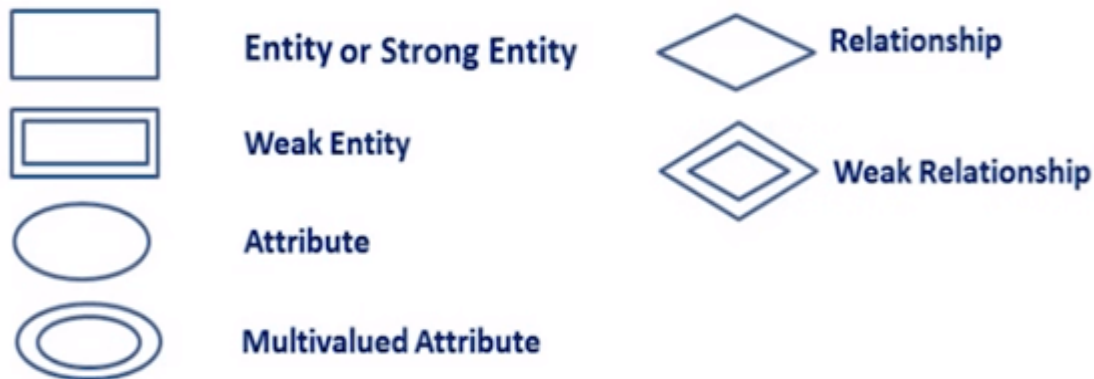 Entity or Strong Entity
Relationship
Weak Entity
Weak Relationship
Attribute
Multivalued Attribute